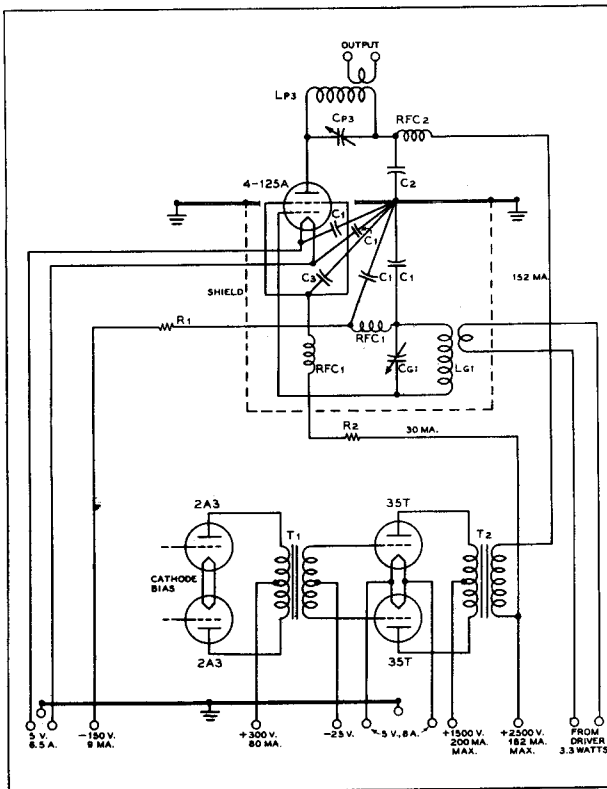 OUTPUT
LP3
CP3
RFC2
4-125A
C2
C1
C1
C3
C1
C1
SHIELD
152 MA.
R1
RFC1
RFC1
CG1
LG1
R2
30 MA.
2A3
35T
T1
T2
CATHODE
BIAS
2A3
35T
5 V.
6.5 A.
-150 V.
9 MA.
+300 V.
80 MA.
-25 V.
5 V., 8 A.
+1500 V.
200 MA.
MAX.
+2500 V.
182 MA.
MAX.
FROM
DRIVER
3.3 WATTS